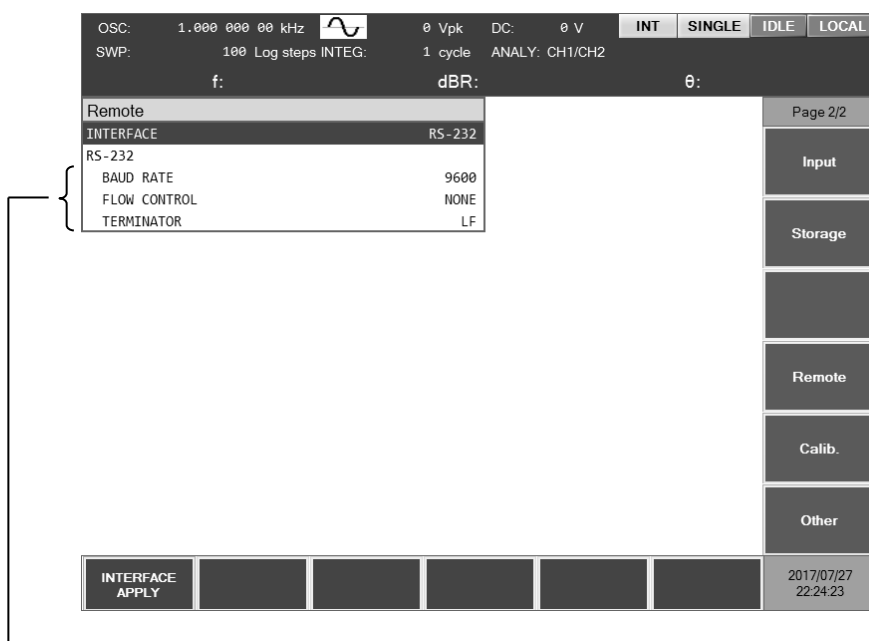 OSC: 1.000 000 00 kHz 0 Vpk DC: 0 V INT SINGLE IDLE LOCAL
SWP: 100 Log steps INTEG: 1 cycle ANALY: CH1/CH2
f: dBR: θ:
Remote
INTERFACE RS-232
RS-232
BAUD RATE 9600
FLOW CONTROL NONE
TERMINATOR LF
Page 2/2
Input
Storage
Remote
Calib.
Other
INTERFACE
APPLY
2017/07/27
22:24:23